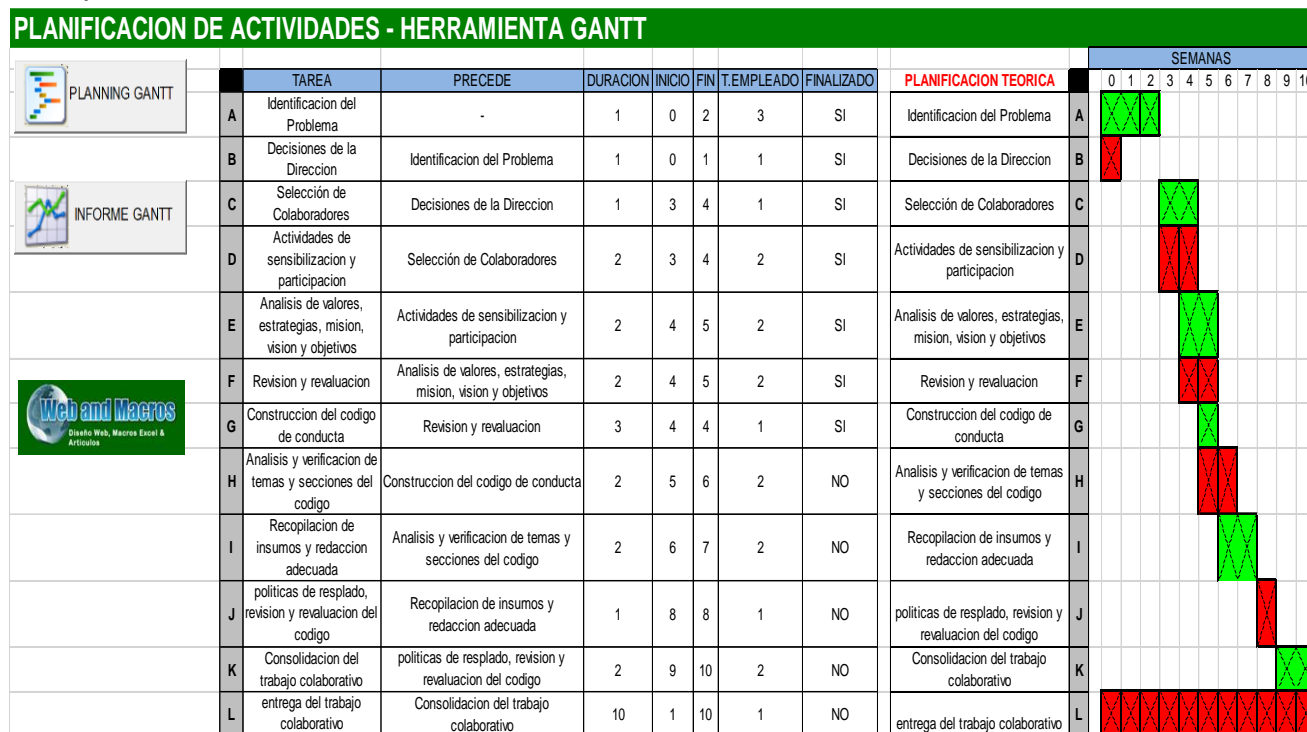 PLANIFICACION DE ACTIVIDADES - HERRAMIENTA GANTT
SEMANAS
PLANNING GANTT
TAREA PRECEDE DURACION INICIO FIN T.EMPLEADO FINALIZADO PLANIFICACION TEORICA 0 1 2 3 4 5 6 7 8 9 10
A Identificacion del
Problema - 1 0 2 3 SI Identificacion del Problema A
B Decisiones de la
Direccion Identificacion del Problema 1 0 1 1 SI Decisiones de la Direccion B
INFORME GANTT
C Selección de
Colaboradores Decisiones de la Direccion 1 3 4 1 SI Selección de Colaboradores C
D Actividades de
sensibilizacion y
participacion Selección de Colaboradores 2 3 4 2 SI Actividades de sensibilizacion y
participacion D
E Analisis de valores,
estrategias, mision,
vision y objetivos Actividades de sensibilizacion y
participacion 2 4 5 2 SI Analisis de valores, estrategias,
mision, vision y objetivos E
Web and Macros
Diseño Web, Macros Excel &
Articulos
F Revision y revaluacion Analisis de valores, estrategias,
mision, vision y objetivos 2 4 5 2 SI Revision y revaluacion F
G Construccion del codigo
de conducta Revision y revaluacion 3 4 4 1 SI Construccion del codigo de
conducta G
H Analisis y verificacion de
temas y secciones del
codigo Construccion del codigo de conducta 2 5 6 2 NO Analisis y verificacion de temas
y secciones del codigo H
I Recopilacion de
insumos y redaccion
adecuada Analisis y verificacion de temas y
secciones del codigo 2 6 7 2 NO Recopilacion de insumos y
redaccion adecuada I
J politicas de resplado,
revision y revaluacion del
codigo Recopilacion de insumos y
redaccion adecuada 1 8 8 1 NO politicas de resplado, revision y
revaluacion del codigo J
K Consolidacion del
trabajo colaborativo politicas de resplado, revision y
revaluacion del codigo 2 9 10 2 NO Consolidacion del trabajo
colaborativo K
L entrega del trabajo
colaborativo Consolidacion del trabajo
colaborativo 10 1 10 1 NO entrega del trabajo colaborativo L